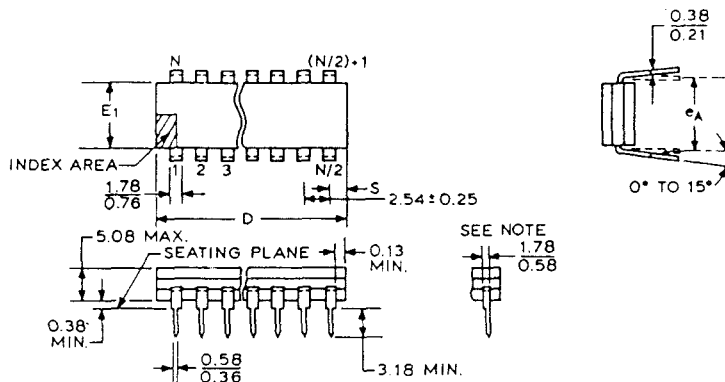 N
(N/2)+1
0.38
0.21
E1
eA
INDEX AREA
1
2
3
N/2
0° TO 15°
1.78
0.76
S
2.54±0.25
D
5.08 MAX.
SEATING PLANE
0.13
MIN.
SEE NOTE
1.78
0.58
0.38
MIN.
0.58
0.36
3.18 MIN.